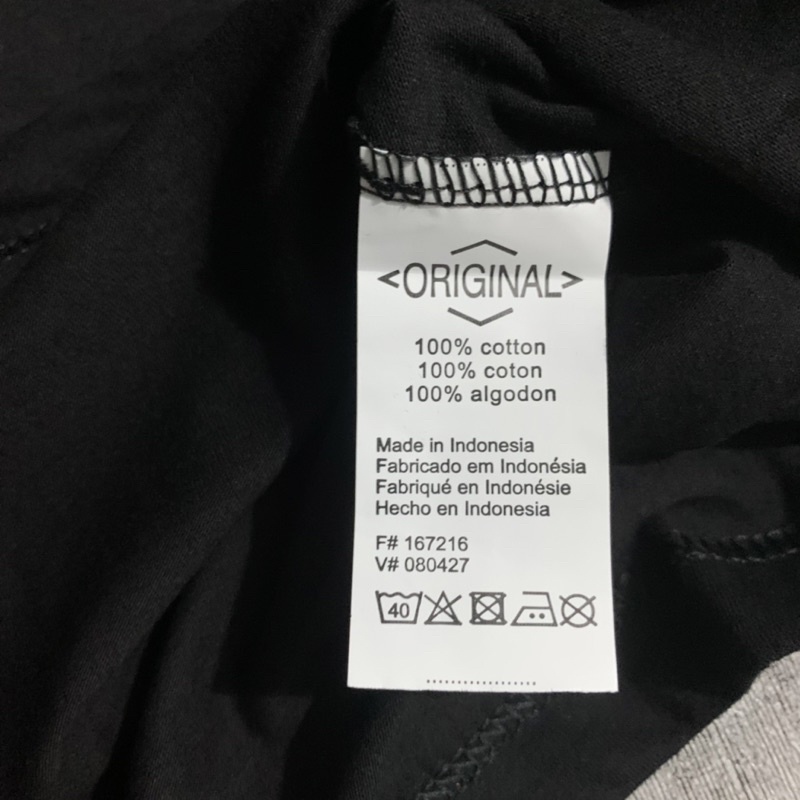 <ORIGINAL>
100% cotton
100% coton
100% algodon
Made in Indonesia
Fabricado em Indonésia
Fabriqué en Indonésie
Hecho en Indonesia
F# 167216
V# 080427
40